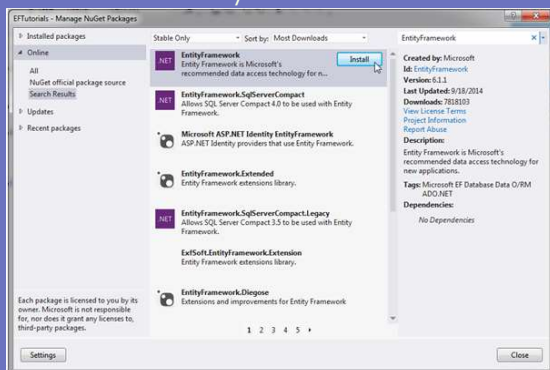 EFTutorials - Manage NuGet Packages
Installed packages
Online
All
NuGet official package source
Search Results
Updates
Recent packages
Each package is licensed to you by its
owner. Microsoft is not responsible
for, nor does it grant any licenses to,
third-party packages.
Settings
Stable Only
Sort by: Most Downloads
.NET
EntityFramework
Entity Framework is Microsoft's
recommended data access technology for n...
Install
EntityFramework.SqlServerCompact
Allows SQL Server Compact 4.0 to be used with Entity
Framework.
Microsoft ASP.NET Identity EntityFramework
ASP.NET Identity providers that use Entity Framework.
EntityFramework.Extended
Entity Framework extensions library.
.NET
EntityFramework.SqlServerCompact.Legacy
Allows SQL Server Compact 3.5 to be used with Entity
Framework.
ExfSoft.EntityFramework.Extension
Entity Framework extensions library.
EntityFramework.Diegose
Extensions and improvements for Entity Framework
1 2 3 4 5
EntityFramework
Created by: Microsoft
Id: EntityFramework
Version: 6.1.1
Last Updated: 9/18/2014
Downloads: 7818103
View License Terms
Project Information
Report Abuse
Description:
Entity Framework is Microsoft's
recommended data access technology for
new applications.
Tags: Microsoft EF Database Data O/RM
ADO.NET
Dependencies:
No Dependencies
Close